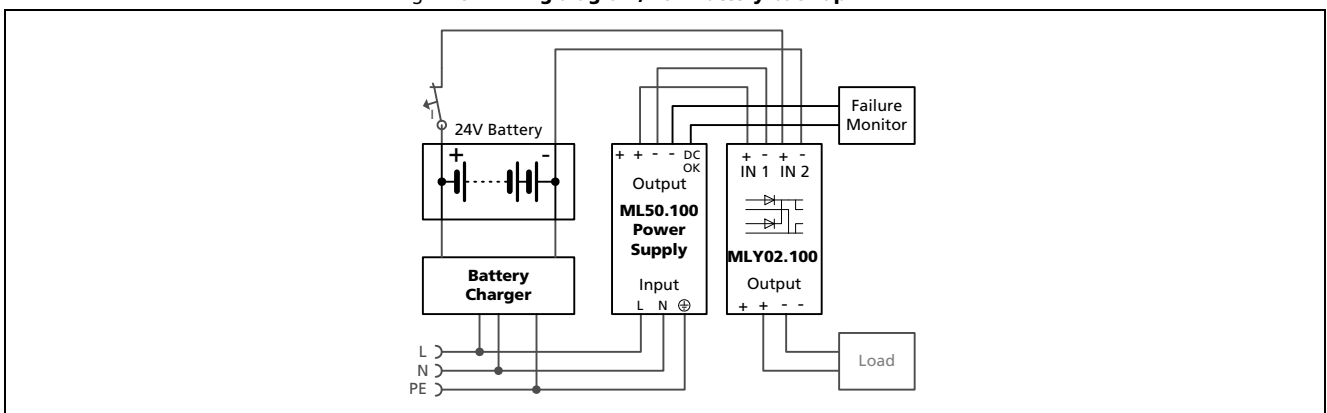 Failure
Monitor
24V Battery
+ -
+ + - - DC
OK
Output
ML50.100
Power
Supply
Input
L N
+ - + -
IN 1 IN 2
MLY02.100
Output
+ + - -
Battery
Charger
Load
L
N
PE